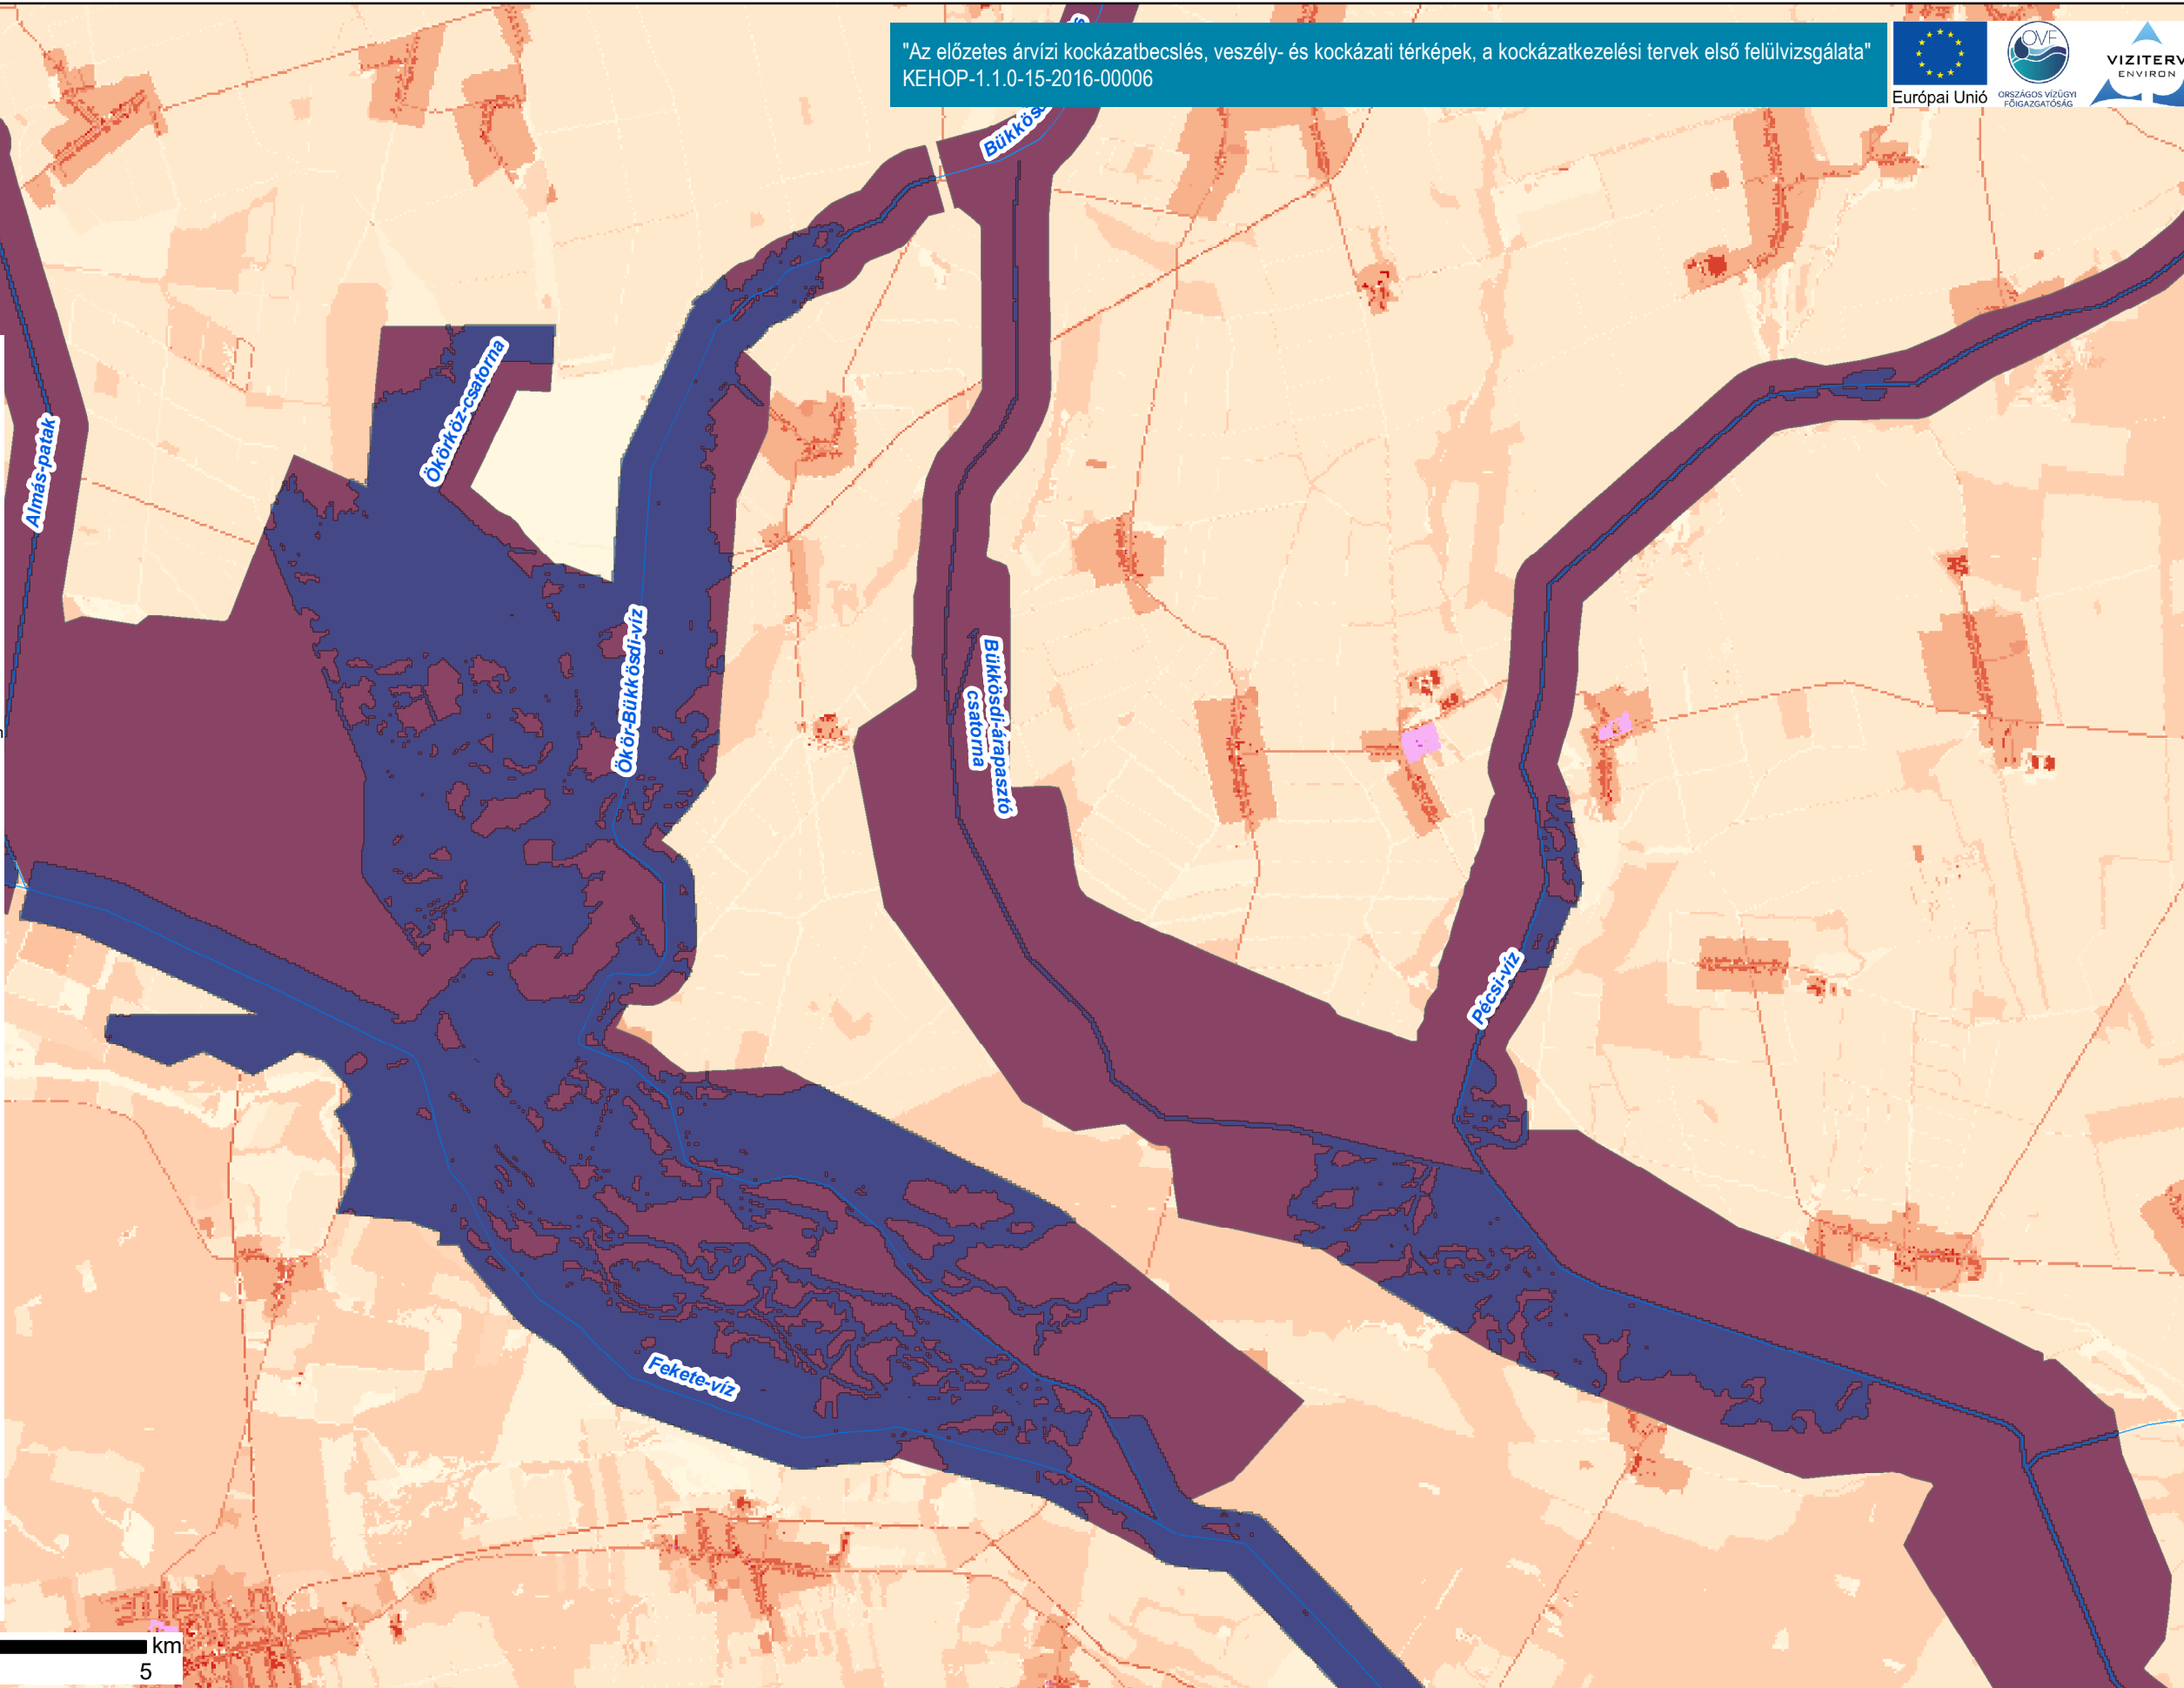 "Az előzetes árvízi kockázatbecslés, veszély- és kockázati térképek, a kockázatkezelési tervek első felülvizsgálata"
KEHOP-1.1.0-15-2016-00006
Európai Unió
OVF
ORSZÁGOS VÍZÜGYI
FŐIGAZGATÓSÁG
VIZITERV
ENVIRON
Ökörköz-csatorna
Almás-patak
Ökör-Bükkösdi-víz
Bükkösdi-árapasztó
csatorna
Pécsi-víz
Fekete-víz
km
5